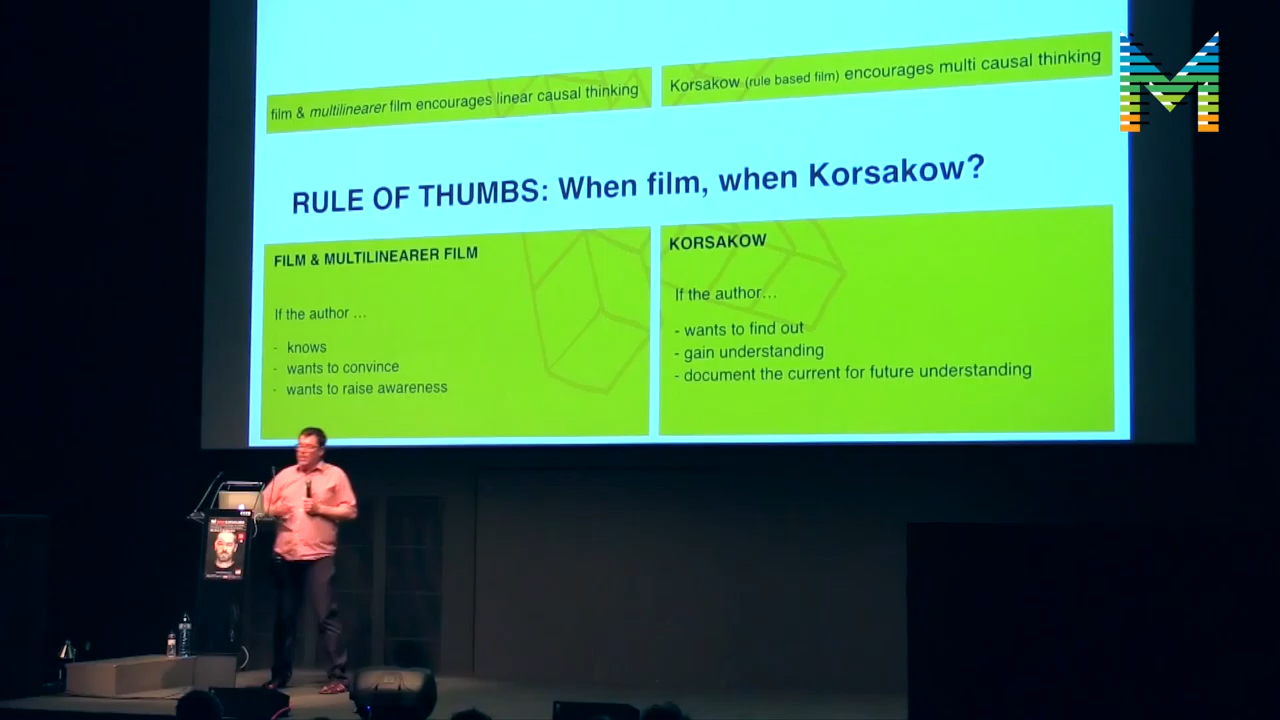 film & multilinearer film encourages linear causal thinking
Korsakow (rule based film) encourages multi causal thinking
M
RULE OF THUMBS: When film, when Korsakow?
FILM & MULTILINEARER FILM
If the author ...
- knows
- wants to convince
- wants to raise awareness
KORSAKOW
If the author...
- wants to find out
- gain understanding
- document the current for future understanding